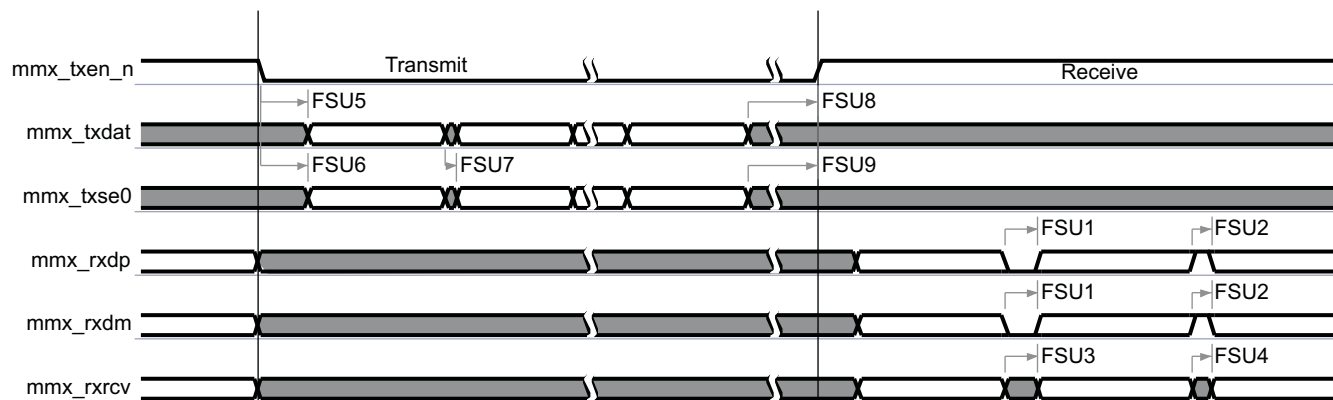 mmx_txen_n Transmit Receive
FSU5 FSU8
mmx_txdat
FSU6 FSU7 FSU9
mmx_txse0
FSU1 FSU2
mmx_rxdp
FSU1 FSU2
mmx_rxdm
FSU3 FSU4
mmx_rxrcv